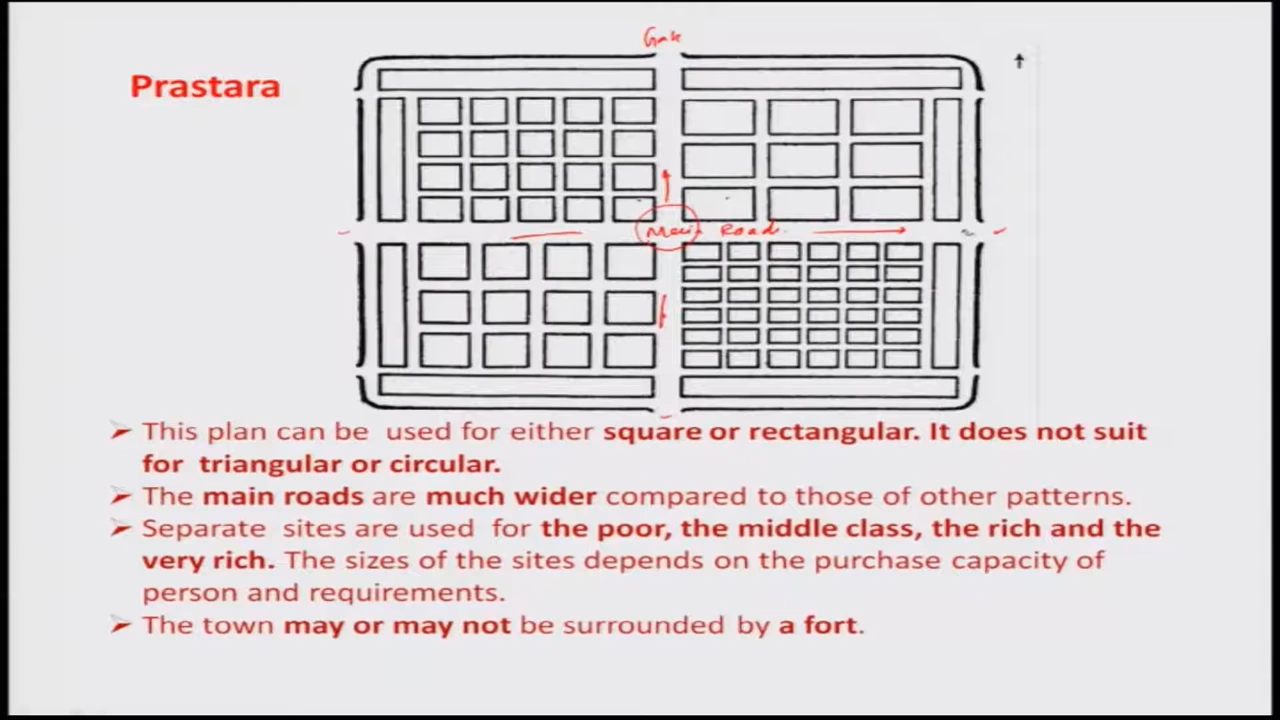 Gate
Prastara
Main Road
➢ This plan can be used for either square or rectangular. It does not suit
for triangular or circular.
➢ The main roads are much wider compared to those of other patterns.
➢ Separate sites are used for the poor, the middle class, the rich and the
very rich. The sizes of the sites depends on the purchase capacity of
person and requirements.
➢ The town may or may not be surrounded by a fort.